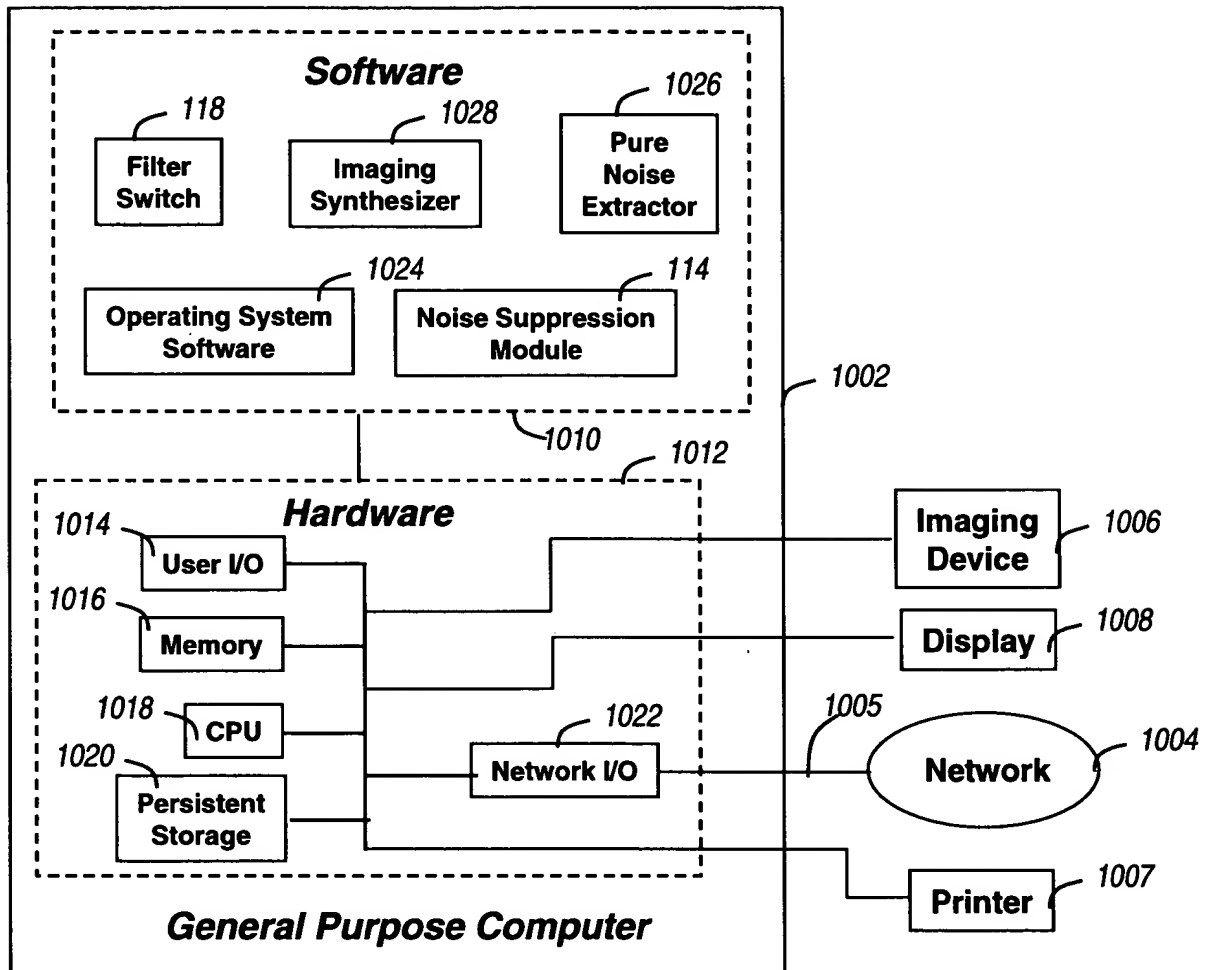 Software
118
Filter
Switch
1028
Imaging
Synthesizer
1026
Pure
Noise
Extractor
1024
Operating System
Software
114
Noise Suppression
Module
1002
1010
1012
Hardware
1014
User I/O
1016
Memory
1018
CPU
1020
Persistent
Storage
1022
Network I/O
Imaging
Device
1006
Display
1008
1005
Network
1004
Printer
1007
General Purpose Computer